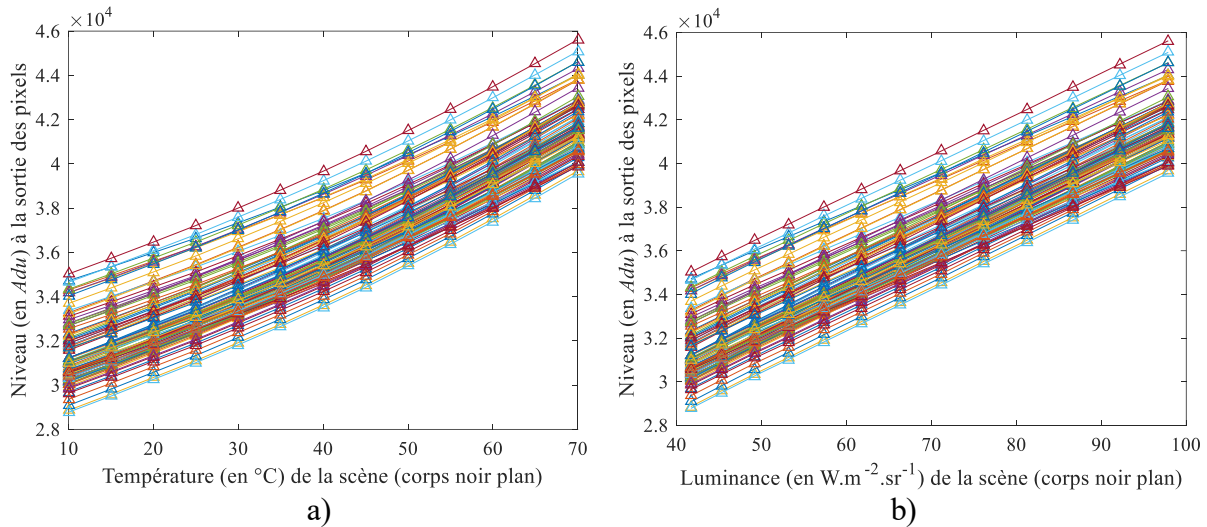 ×10⁴
4.6
4.4
4.2
4
3.8
3.6
3.4
3.2
3
2.8
10 20 30 40 50 60 70
Niveau (en Adu) à la sortie des pixels
Température (en °C) de la scène (corps noir plan)
a)
×10⁴
4.6
4.4
4.2
4
3.8
3.6
3.4
3.2
3
2.8
40 50 60 70 80 90 100
Niveau (en Adu) à la sortie des pixels
Luminance (en W.m⁻².sr⁻¹) de la scène (corps noir plan)
b)